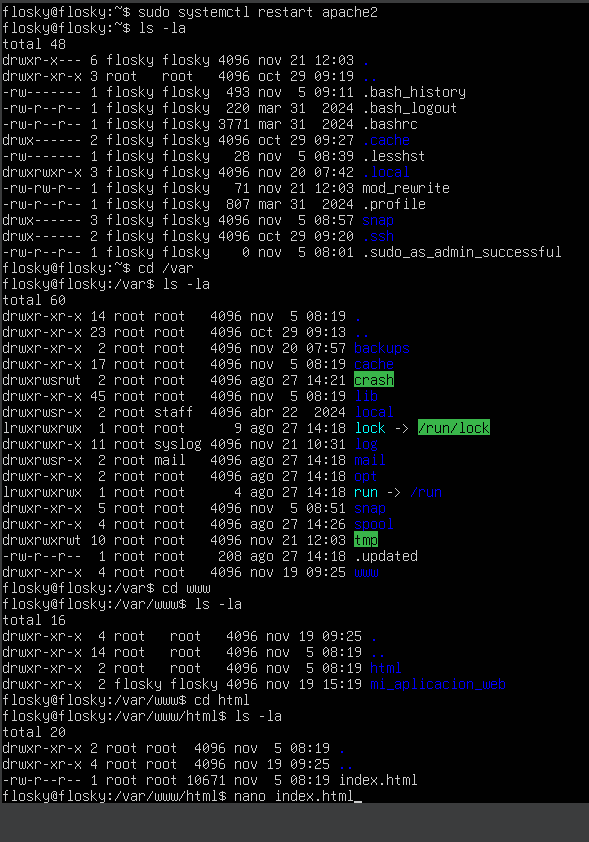 flosky@flosky:~$ sudo systemctl restart apache2
flosky@flosky:~$ ls -la
total 48
drwxr-x--- 6 flosky flosky 4096 nov 21 12:03 .
drwxr-xr-x 3 root   root   4096 oct 29 09:19 ..
-rw------- 1 flosky flosky  493 nov  5 09:11 .bash_history
-rw-r--r-- 1 flosky flosky  220 mar 31  2024 .bash_logout
-rw-r--r-- 1 flosky flosky 3771 mar 31  2024 .bashrc
drwx------ 2 flosky flosky 4096 oct 29 09:27 .cache
-rw------- 1 flosky flosky   28 nov  5 08:39 .lesshst
drwxrwxr-x 3 flosky flosky 4096 nov 20 07:42 .local
-rw-rw-r-- 1 flosky flosky   71 nov 21 12:03 mod_rewrite
-rw-r--r-- 1 flosky flosky  807 mar 31  2024 .profile
drwx------ 3 flosky flosky 4096 nov  5 08:57 snap
drwx------ 2 flosky flosky 4096 oct 29 09:20 .ssh
-rw-r--r-- 1 flosky flosky    0 nov  5 08:01 .sudo_as_admin_successful
flosky@flosky:~$ cd /var
flosky@flosky:/var$ ls -la
total 60
drwxr-xr-x 14 root root   4096 nov  5 08:19 .
drwxr-xr-x 23 root root   4096 oct 29 09:13 ..
drwxr-xr-x  2 root root   4096 nov 20 07:57 backups
drwxr-xr-x 17 root root   4096 nov  5 08:19 cache
drwxrwsrwt  2 root root   4096 ago 27 14:21 crash
drwxr-xr-x 45 root root   4096 nov  5 08:19 lib
drwxrwsr-x  2 root staff  4096 abr 22  2024 local
lrwxrwxrwx  1 root root      9 ago 27 14:18 lock -> /run/lock
drwxrwxr-x 11 root syslog 4096 nov 21 10:31 log
drwxrwsr-x  2 root mail   4096 ago 27 14:18 mail
drwxr-xr-x  2 root root   4096 ago 27 14:18 opt
lrwxrwxrwx  1 root root      4 ago 27 14:18 run -> /run
drwxr-xr-x  5 root root   4096 nov  5 08:51 snap
drwxr-xr-x  4 root root   4096 ago 27 14:26 spool
drwxrwxrwt 10 root root   4096 nov 21 12:03 tmp
-rw-r--r--  1 root root    208 ago 27 14:18 .updated
drwxr-xr-x  4 root root   4096 nov 19 09:25 www
flosky@flosky:/var$ cd www
flosky@flosky:/var/www$ ls -la
total 16
drwxr-xr-x  4 root   root   4096 nov 19 09:25 .
drwxr-xr-x 14 root   root   4096 nov  5 08:19 ..
drwxr-xr-x  2 root   root   4096 nov  5 08:19 html
drwxr-xr-x  2 flosky flosky 4096 nov 19 15:19 mi_aplicacion_web
flosky@flosky:/var/www$ cd html
flosky@flosky:/var/www/html$ ls -la
total 20
drwxr-xr-x 2 root root  4096 nov  5 08:19 .
drwxr-xr-x 4 root root  4096 nov 19 09:25 ..
-rw-r--r-- 1 root root 10671 nov  5 08:19 index.html
flosky@flosky:/var/www/html$ nano index.html_